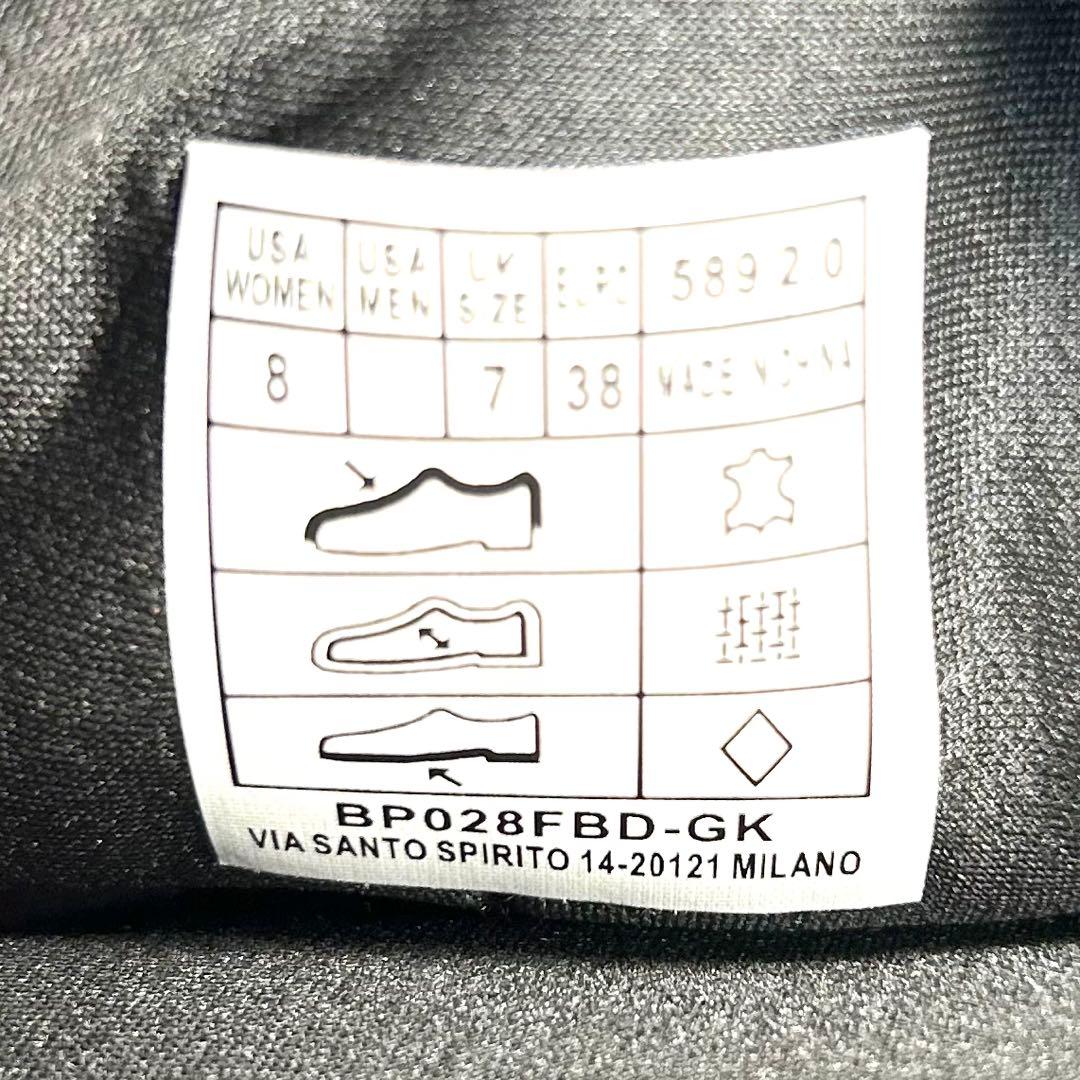 USA WOMEN USA MEN UK SIZE EURO 58920
8 7 38 MADE IN CHINA
BP028FBD-GK
VIA SANTO SPIRITO 14-20121 MILANO